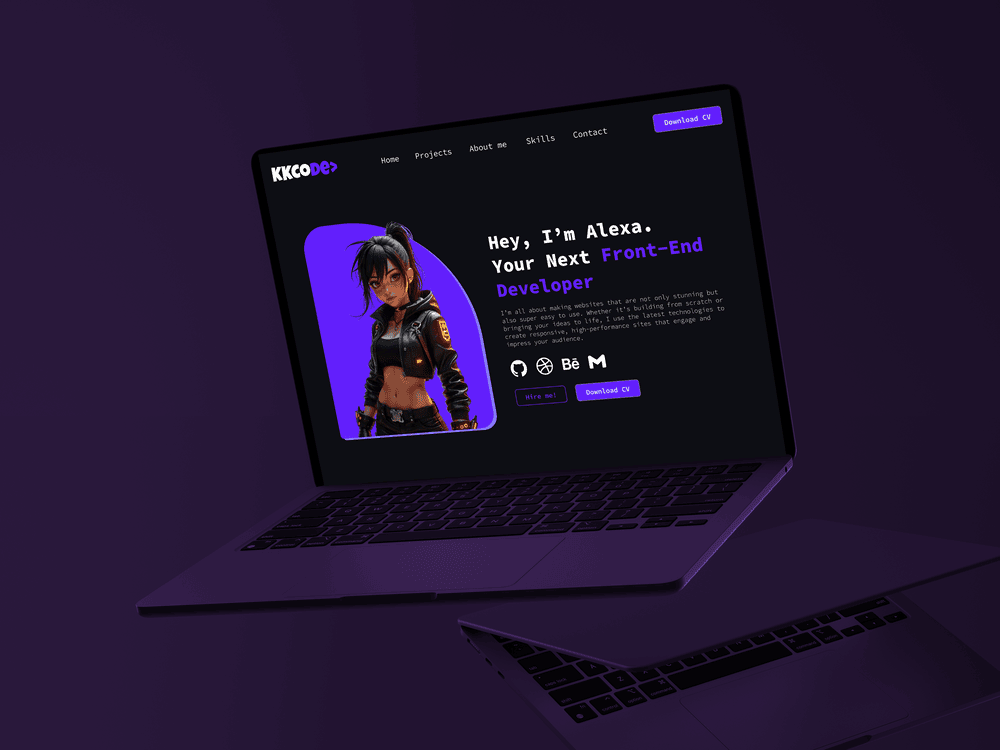 KKCODE>
Home
Projects
About me
Skills
Contact
Download CV
Hey, I'm Alexa.
Your Next Front-End
Developer
I'm all about making websites that are not only stunning but
also super easy to use. Whether it's building from scratch or
bringing your ideas to life, I use the latest technologies to
create responsive, high-performance sites that engage and
impress your audience.
Bē
Hire me!
Download CV